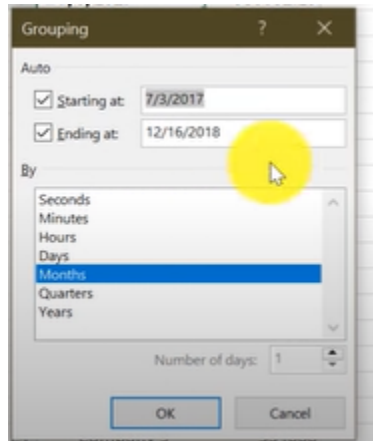 Grouping ? ×
Auto
Starting at: 7/3/2017
Ending at: 12/16/2018
By
Seconds
Minutes
Hours
Days
Months
Quarters
Years
Number of days: 1
OK Cancel